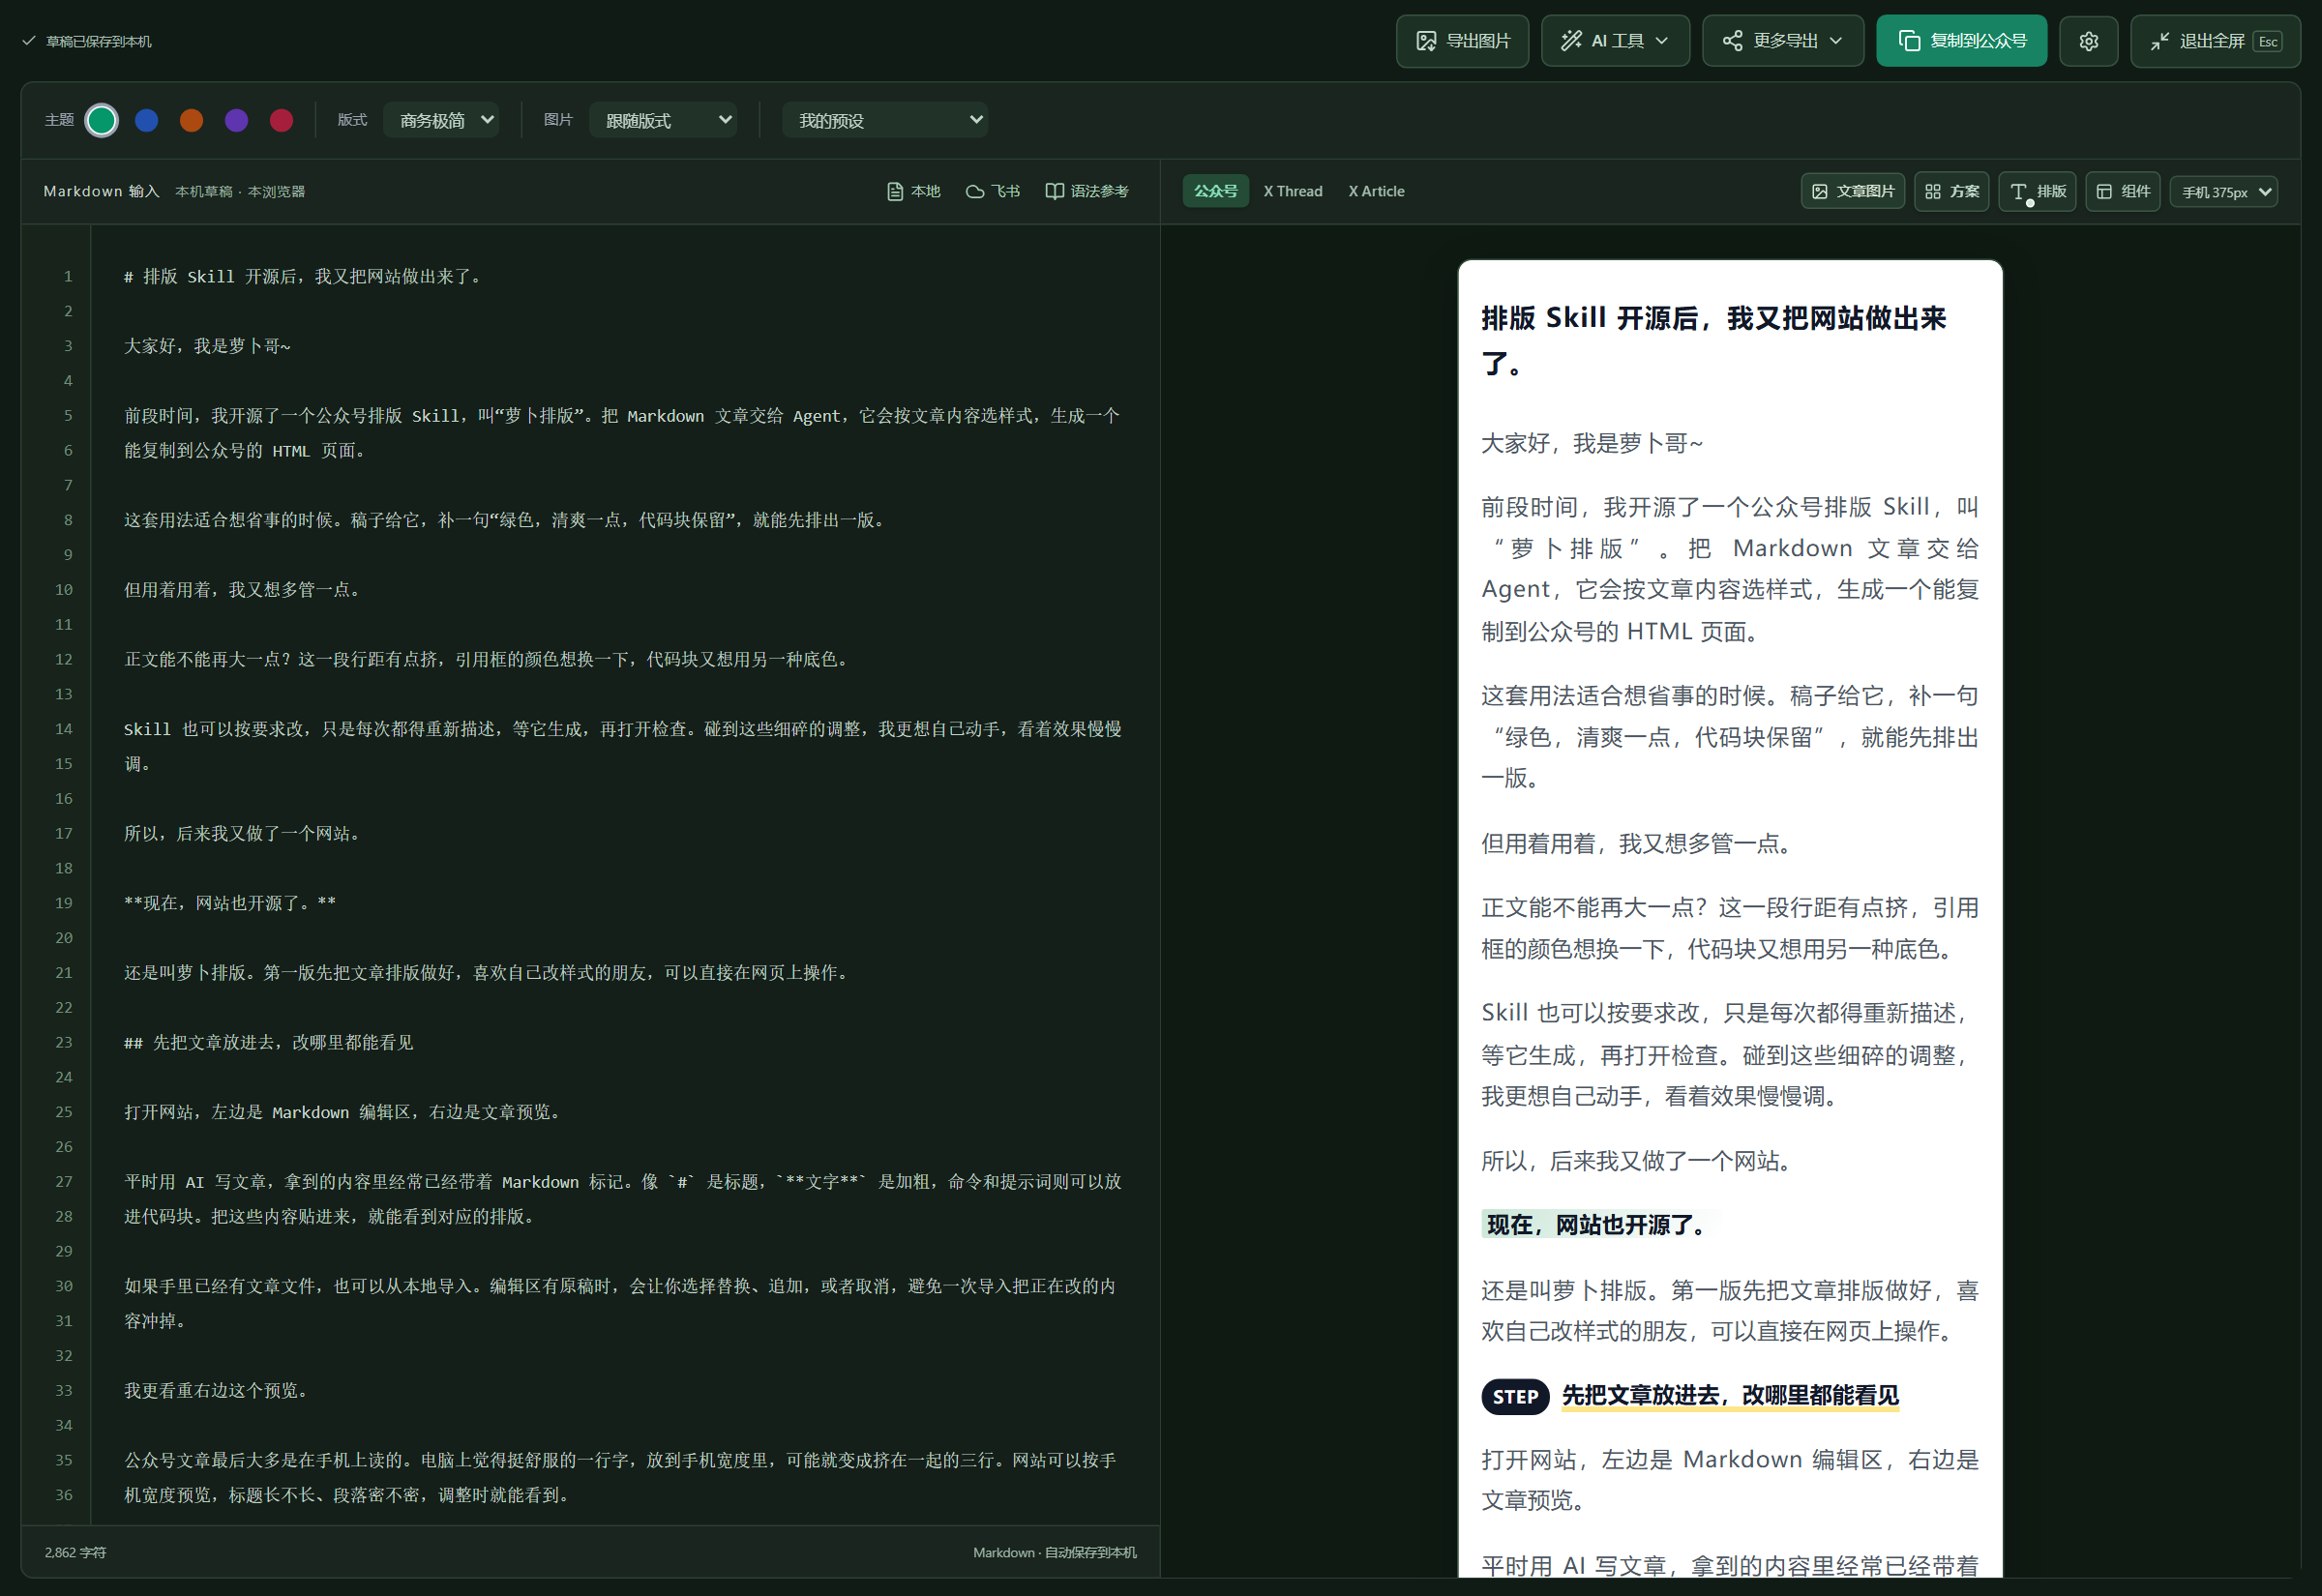 草稿已保存到本机
导出图片
AI 工具
更多导出
复制到公众号
退出全屏 Esc
主题
版式 商务极简
图片 跟随版式
我的预设
Markdown 输入 本机草稿 · 本浏览器
本地 飞书 语法参考
公众号 X Thread X Article
文章图片 方案 排版 组件 手机 375px
1 # 排版 Skill 开源后，我又把网站做出来了。
2
3 大家好，我是萝卜哥~
4
5 前段时间，我开源了一个公众号排版 Skill，叫“萝卜排版”。把 Markdown 文章交给 Agent，它会按文章内容选样式，生成一个
6 能复制到公众号的 HTML 页面。
7
8 这套用法适合想省事的时候。稿子给它，补一句“绿色，清爽一点，代码块保留”，就能先排出一版。
9
10 但用着用着，我又想多管一点。
11
12 正文能不能再大一点？这一段行距有点挤，引用框的颜色想换一下，代码块又想用另一种底色。
13
14 Skill 也可以按要求改，只是每次都得重新描述，等它生成，再打开检查。碰到这些细碎的调整，我更想自己动手，看着效果慢慢
15 调。
16
17 所以，后来我又做了一个网站。
18
19 **现在，网站也开源了。**
20
21 还是叫萝卜排版。第一版先把文章排版做好，喜欢自己改样式的朋友，可以直接在网页上操作。
22
23 ## 先把文章放进去，改哪里都能看见
24
25 打开网站，左边是 Markdown 编辑区，右边是文章预览。
26
27 平时用 AI 写文章，拿到的内容里经常已经带着 Markdown 标记。像 `#` 是标题，`**文字**` 是加粗，命令和提示词则可以放
28 进代码块。把这些内容贴进来，就能看到对应的排版。
29
30 如果手里已经有文章文件，也可以从本地导入。编辑区有原稿时，会让你选择替换、追加，或者取消，避免一次导入把正在改的内
31 容冲掉。
32
33 我更看重右边这个预览。
34
35 公众号文章最后大多是在手机上读的。电脑上觉得挺舒服的一行字，放到手机宽度里，可能就变成挤在一起的三行。网站可以按手
36 机宽度预览，标题长不长、段落密不密，调整时就能看到。
2,862 字符
Markdown · 自动保存到本机
排版 Skill 开源后，我又把网站做出来
了。
大家好，我是萝卜哥~
前段时间，我开源了一个公众号排版 Skill，叫
“萝卜排版”。把 Markdown 文章交给
Agent，它会按文章内容选样式，生成一个能复
制到公众号的 HTML 页面。
这套用法适合想省事的时候。稿子给它，补一句
“绿色，清爽一点，代码块保留”，就能先排出
一版。
但用着用着，我又想多管一点。
正文能不能再大一点？这一段行距有点挤，引用
框的颜色想换一下，代码块又想用另一种底色。
Skill 也可以按要求改，只是每次都得重新描述，
等它生成，再打开检查。碰到这些细碎的调整，
我更想自己动手，看着效果慢慢调。
所以，后来我又做了一个网站。
现在，网站也开源了。
还是叫萝卜排版。第一版先把文章排版做好，喜
欢自己改样式的朋友，可以直接在网页上操作。
STEP 先把文章放进去，改哪里都能看见
打开网站，左边是 Markdown 编辑区，右边是
文章预览。
平时用 AI 写文章，拿到的内容里经常已经带着